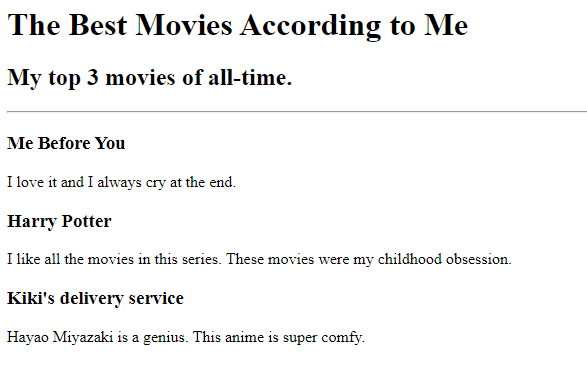 The Best Movies According to Me
My top 3 movies of all-time.
Me Before You
I love it and I always cry at the end.
Harry Potter
I like all the movies in this series. These movies were my childhood obsession.
Kiki's delivery service
Hayao Miyazaki is a genius. This anime is super comfy.